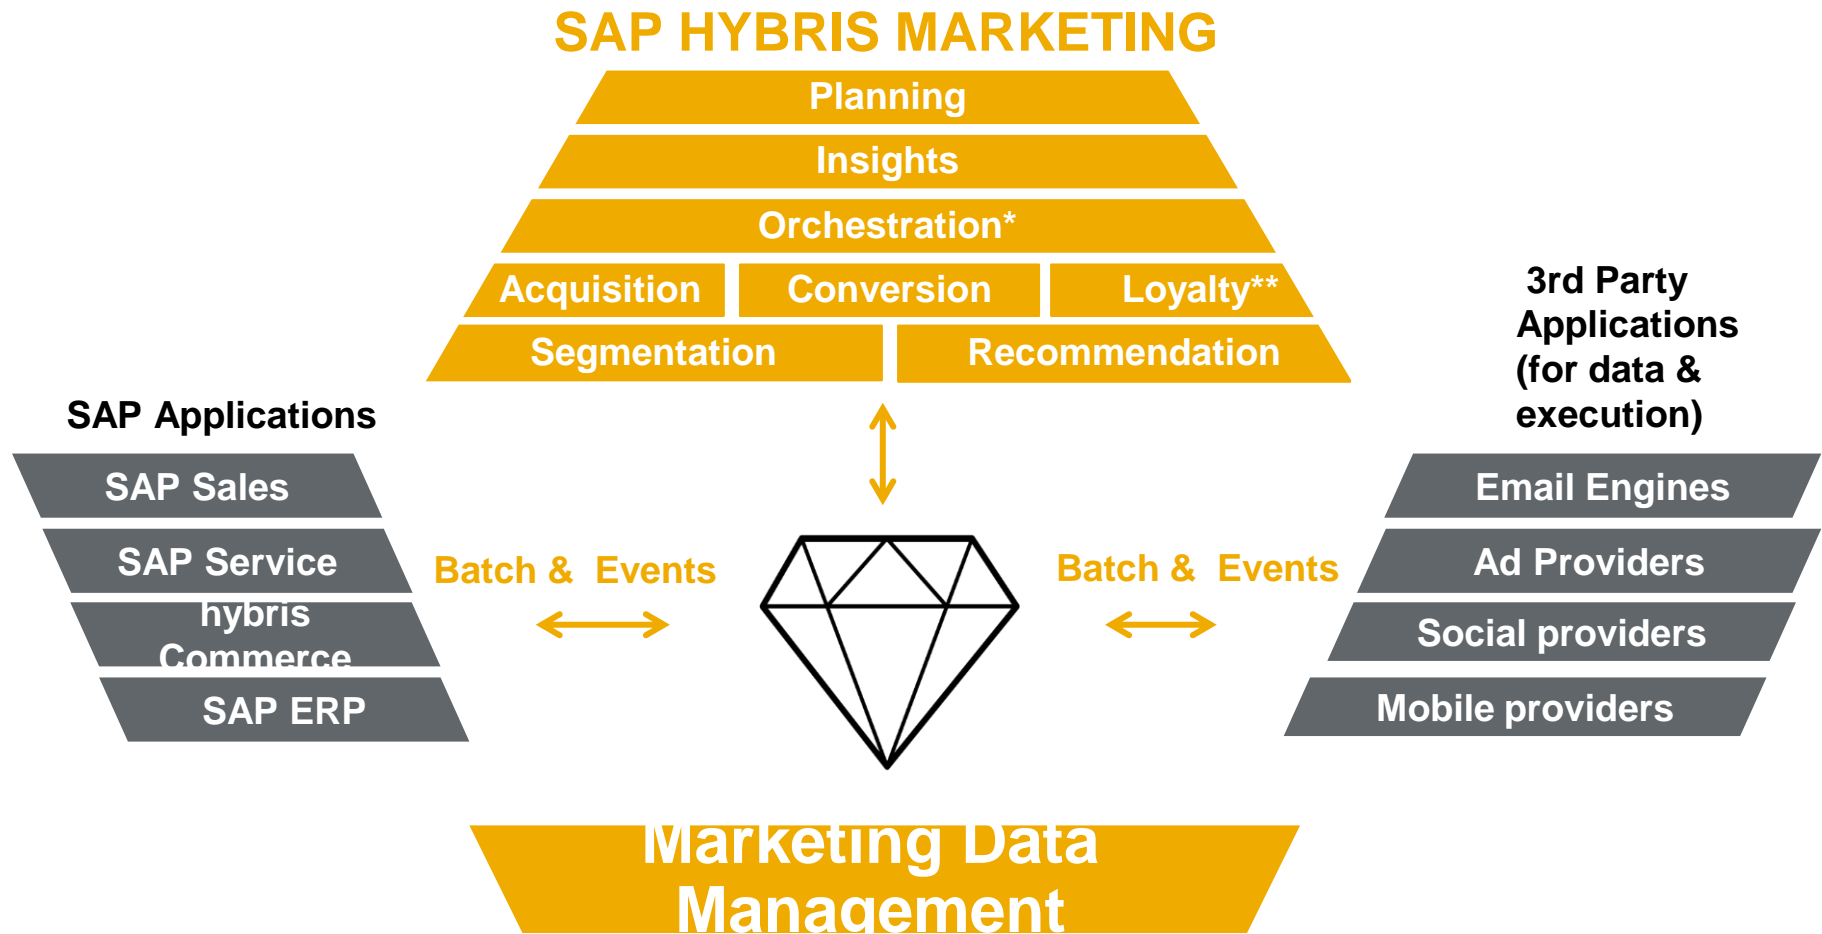 SAP HYBRIS MARKETING
Planning
Insights
Orchestration*
Acquisition Conversion Loyalty**
Segmentation Recommendation
SAP Applications
SAP Sales
SAP Service
hybris
Commerce
SAP ERP
Batch & Events
Batch & Events
3rd Party
Applications
(for data &
execution)
Email Engines
Ad Providers
Social providers
Mobile providers
Marketing Data
Management